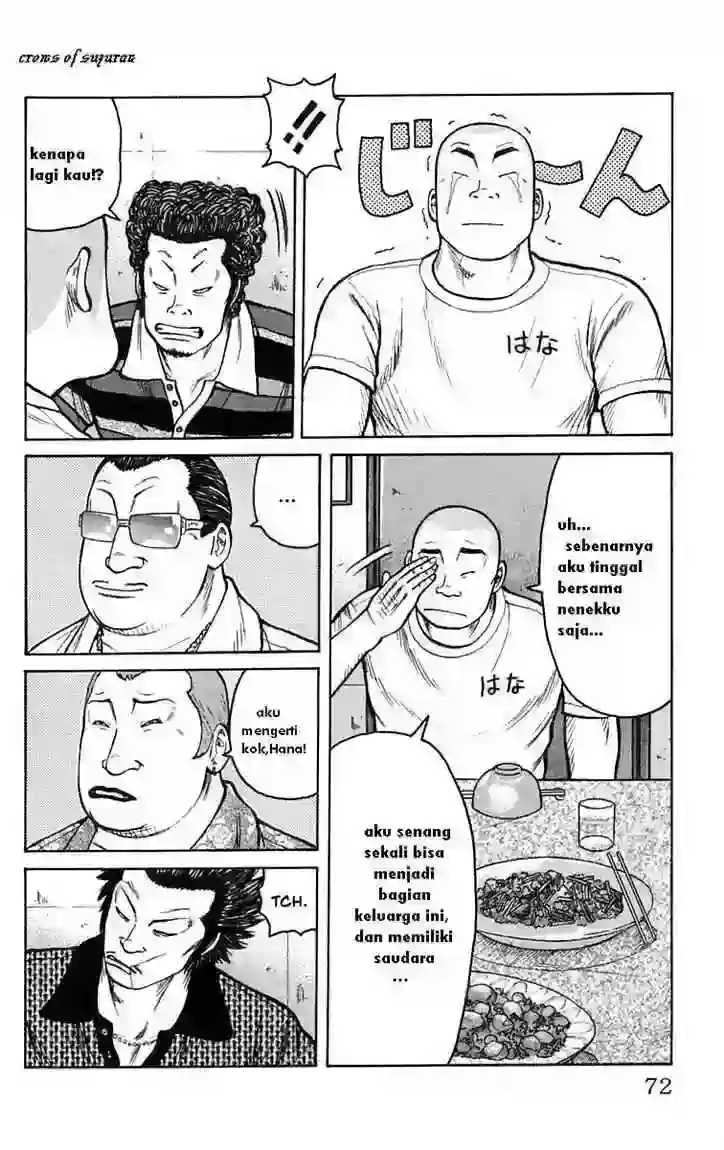 crows of suzuran
!!
じーん
はな
kenapa
lagi kau!?
uh...
sebenarnya
aku tinggal
bersama
nenekku
saja...
はな
aku senang
sekali bisa
menjadi
bagian
keluarga ini,
dan memiliki
saudara
...
...
aku
mengerti
kok,Hana!
TCH.
72